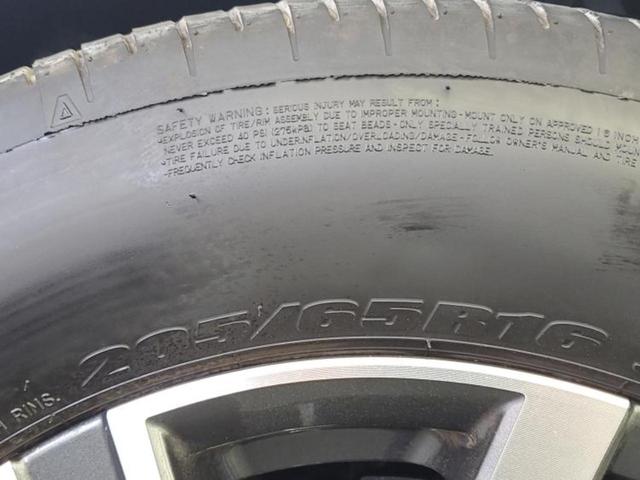 SAFETY WARNING: SERIOUS INJURY MAY RESULT FROM:
•EXPLOSION OF TIRE/RIM ASSEMBLY DUE TO IMPROPER MOUNTING - MOUNT ONLY ON APPROVED 16 INCH
NEVER EXCEED 40 PSI (275kPa) TO SEAT BEADS - ONLY SPECIALLY TRAINED PERSONS SHOULD MOUN
•TIRE FAILURE DUE TO UNDERINFLATION/OVERLOADING/DAMAGE - FOLLOW OWNER'S MANUAL AND TIRE
-FREQUENTLY CHECK INFLATION PRESSURE AND INSPECT FOR DAMAGE.
205/65R16
RINS.